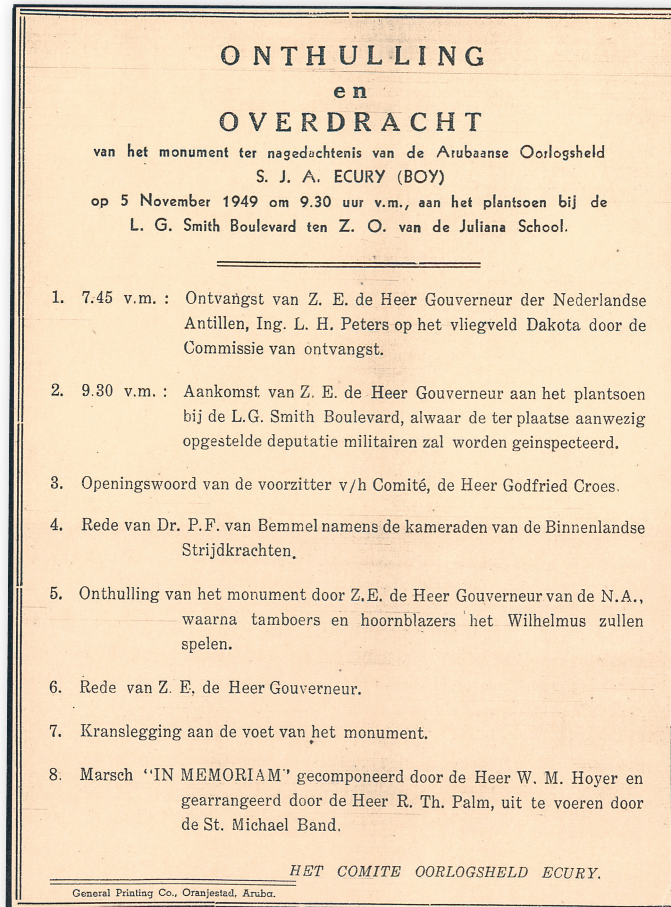 ONTHULLING
en
OVERDRACHT
van het monument ter nagedachtenis van de Arubaanse Oorlogsheld
S. J. A. ECURY (BOY)
op 5 November 1949 om 9.30 uur v.m., aan het plantsoen bij de
L. G. Smith Boulevard ten Z. O. van de Juliana School.
1. 7.45 v.m. : Ontvangst van Z. E. de Heer Gouverneur der Nederlandse
Antillen, Ing. L. H. Peters op het vliegveld Dakota door de
Commissie van ontvangst.
2. 9.30 v.m. : Aankomst van Z. E. de Heer Gouverneur aan het plantsoen
bij de L.G. Smith Boulevard, alwaar de ter plaatse aanwezig
opgestelde deputatie militairen zal worden geinspecteerd.
3. Openingswoord van de voorzitter v/h Comité, de Heer Godfried Croes.
4. Rede van Dr. P.F. van Bemmel namens de kameraden van de Binnenlandse
Strijdkrachten.
5. Onthulling van het monument door Z.E. de Heer Gouverneur van de N.A.,
waarna tamboers en hoornblazers het Wilhelmus zullen
spelen.
6. Rede van Z. E. de Heer Gouverneur.
7. Kranslegging aan de voet van het monument.
8. Marsch "IN MEMORIAM" gecomponeerd door de Heer W. M. Hoyer en
gearrangeerd door de Heer R. Th. Palm, uit te voeren door
de St. Michael Band.
HET COMITE OORLOGSHELD ECURY.
General Printing Co., Oranjestad, Aruba.